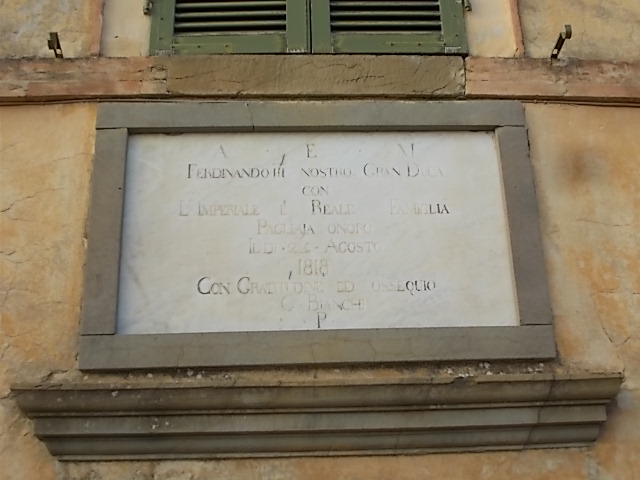 A E M
FERDINANDO III NOSTRO GRAN DUCA
CON
L'IMPERIALE E REALE FAMIGLIA
PAGLIAJA ONORO
IL DI AGOSTO
1818
CON GRATITUDINE ED OSSEQUIO
G BIANCHI
P